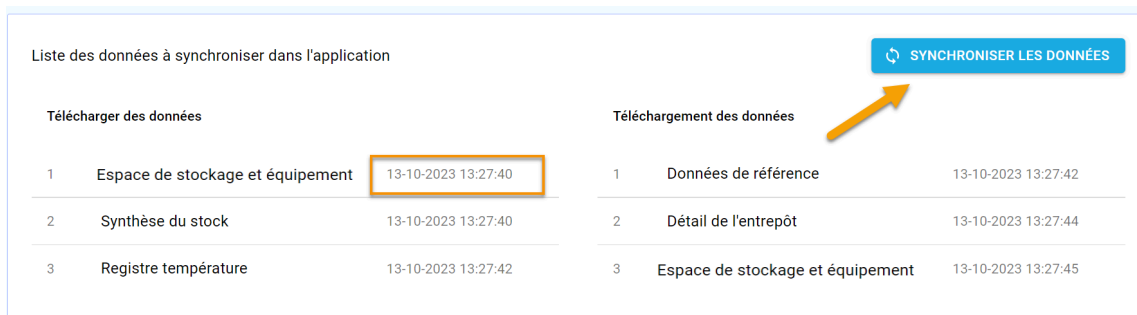 Liste des données à synchroniser dans l'application
SYNCHRONISER LES DONNÉES
Télécharger des données
1 Espace de stockage et équipement 13-10-2023 13:27:40
2 Synthèse du stock 13-10-2023 13:27:40
3 Registre température 13-10-2023 13:27:42
Téléchargement des données
1 Données de référence 13-10-2023 13:27:42
2 Détail de l'entrepôt 13-10-2023 13:27:44
3 Espace de stockage et équipement 13-10-2023 13:27:45